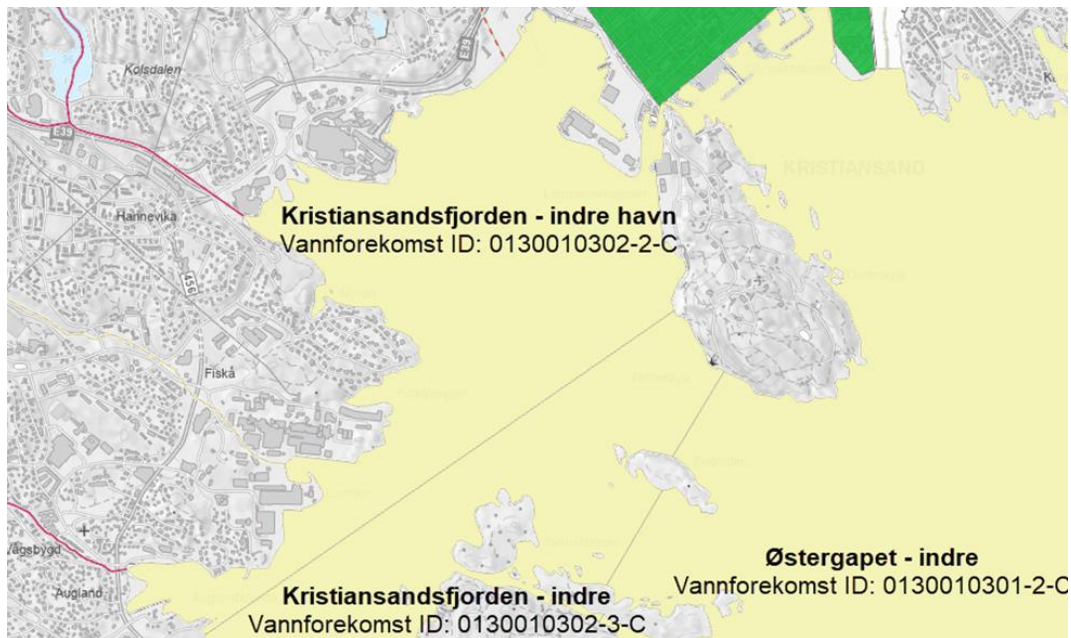 Kolsdalen
E39
E39
KRISTIANSAND
Hannevika
Kristiansandsfjorden - indre havn
Vannforekomst ID: 0130010302-2-C
456
Fiskå
Vågsbygd
Augland
Østergapet - indre
Vannforekomst ID: 0130010301-2-C
Kristiansandsfjorden - indre
Vannforekomst ID: 0130010302-3-C